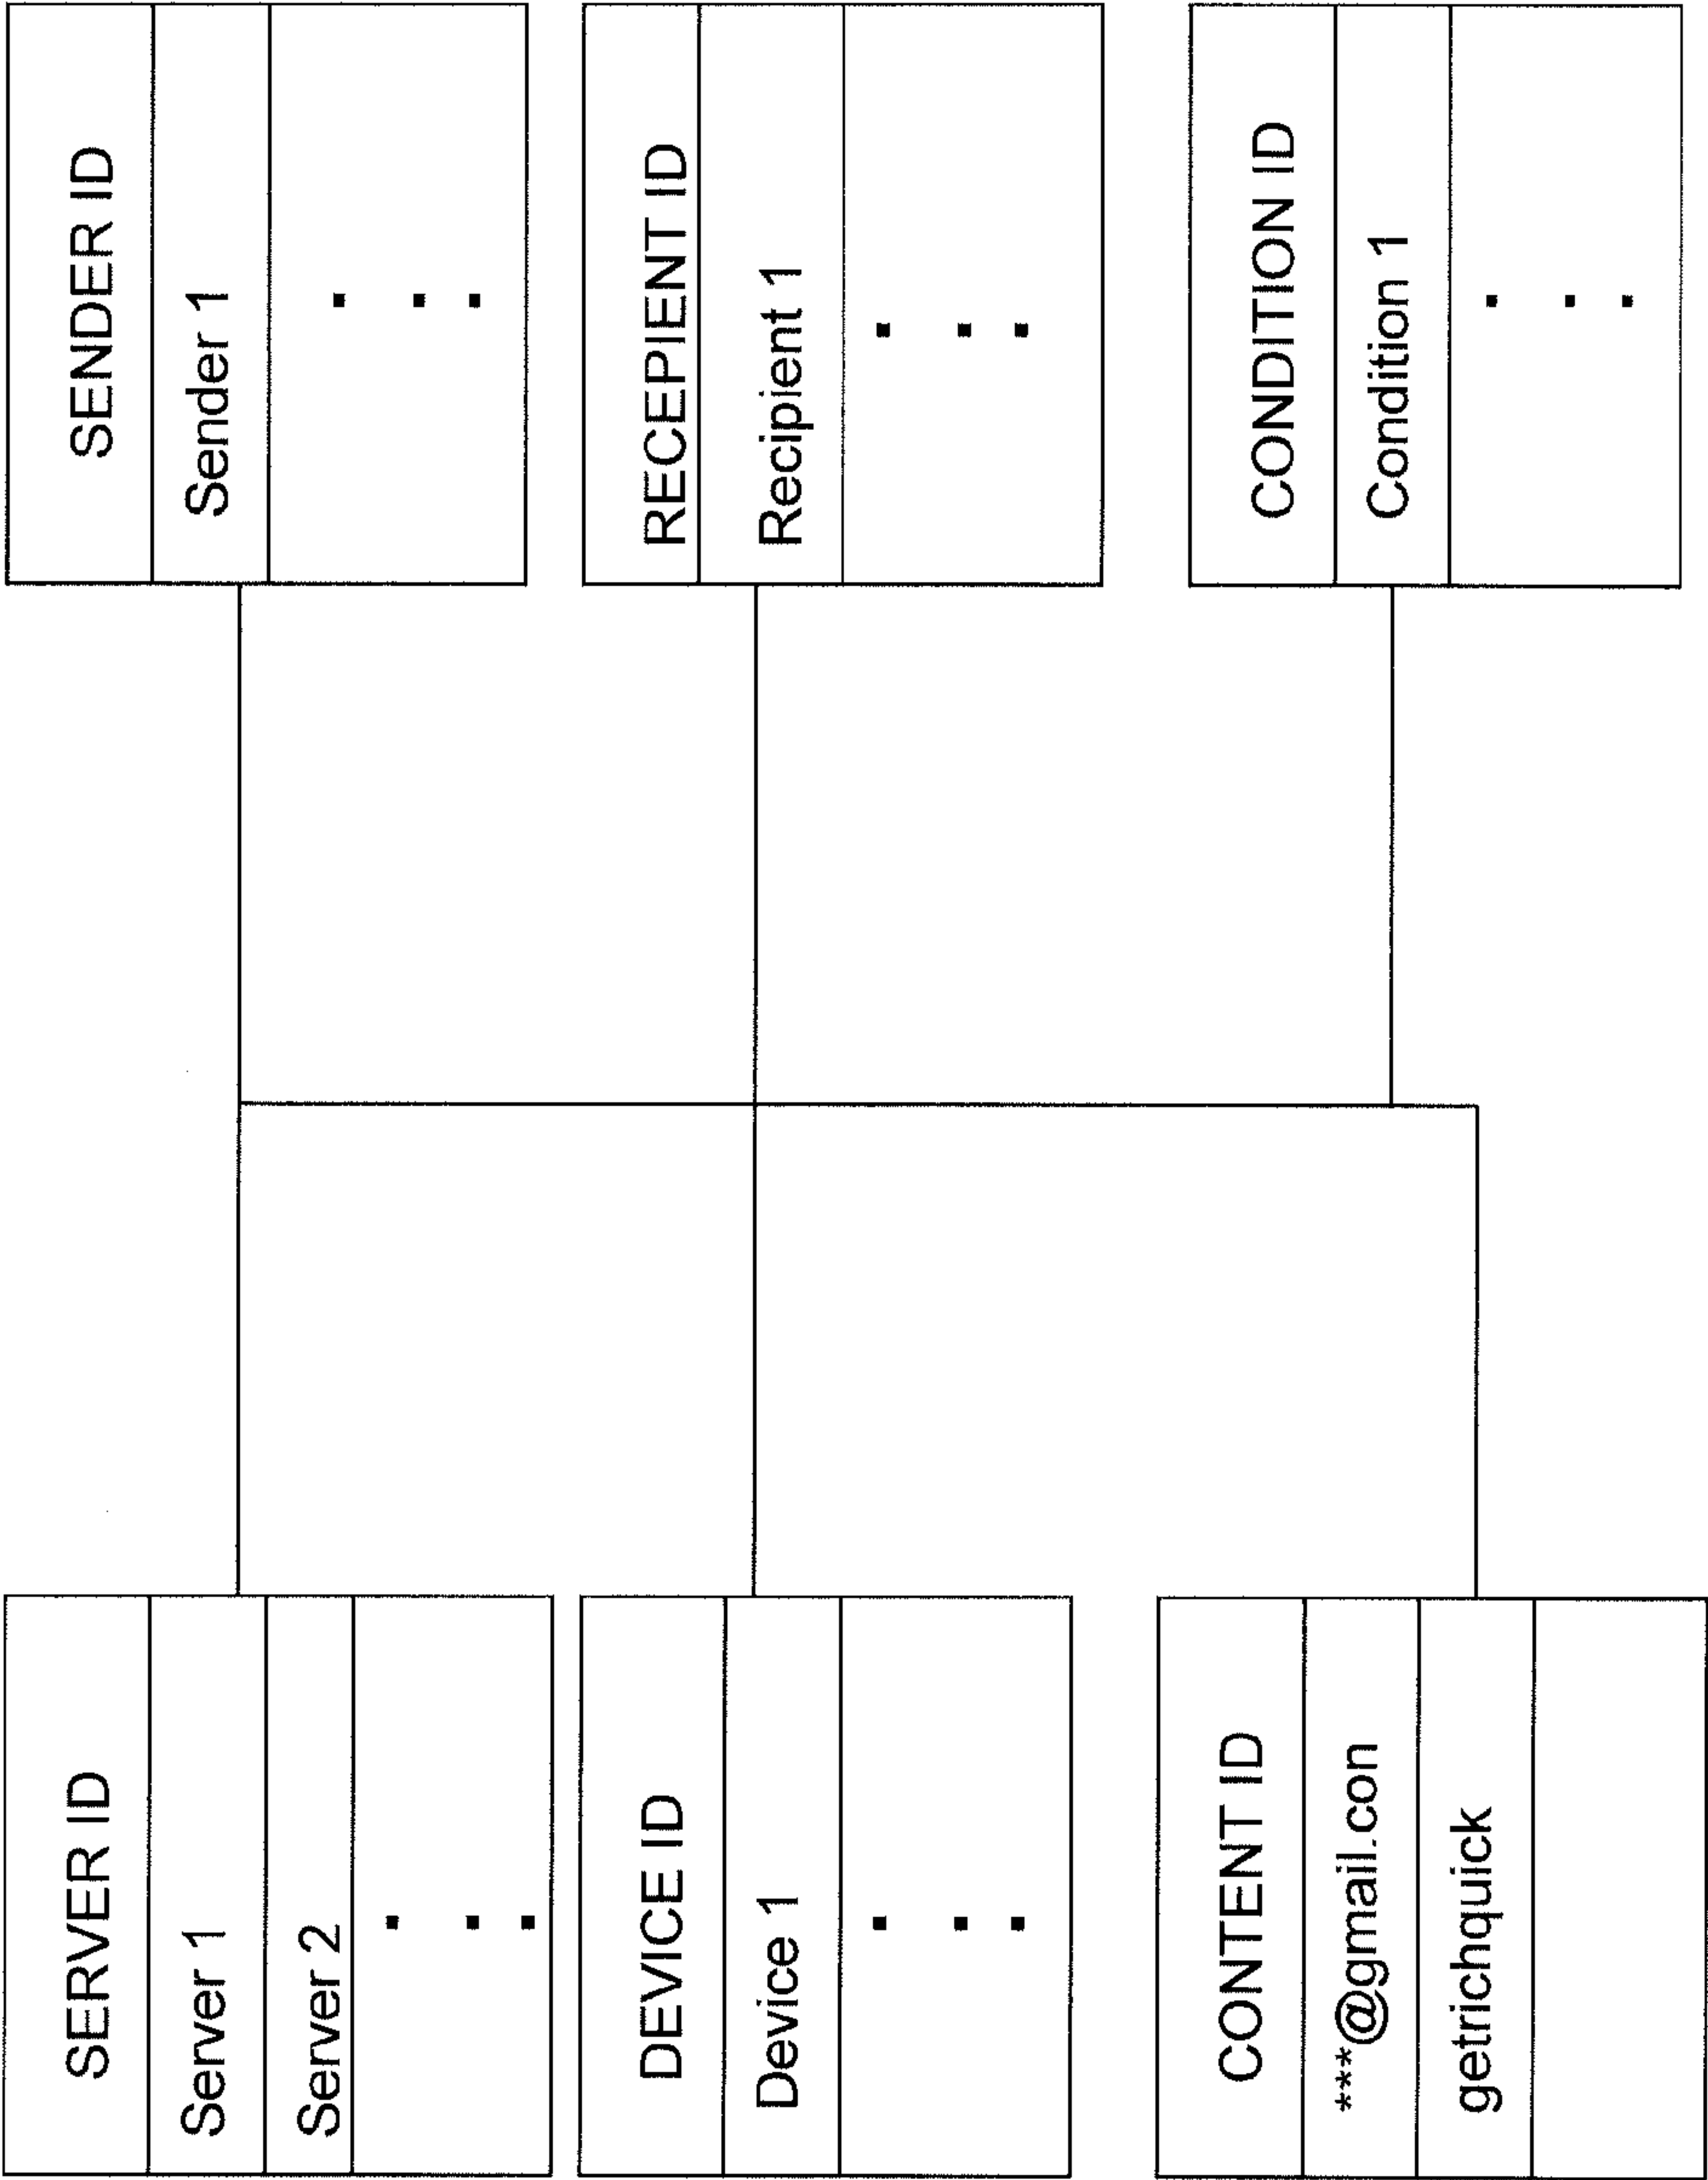 SERVER ID
Server 1
Server 2
DEVICE ID
Device 1
CONTENT ID
***@gmail.con
getrichquick
SENDER ID
Sender 1
RECEPIENT ID
Recipient 1
CONDITION ID
Condition 1